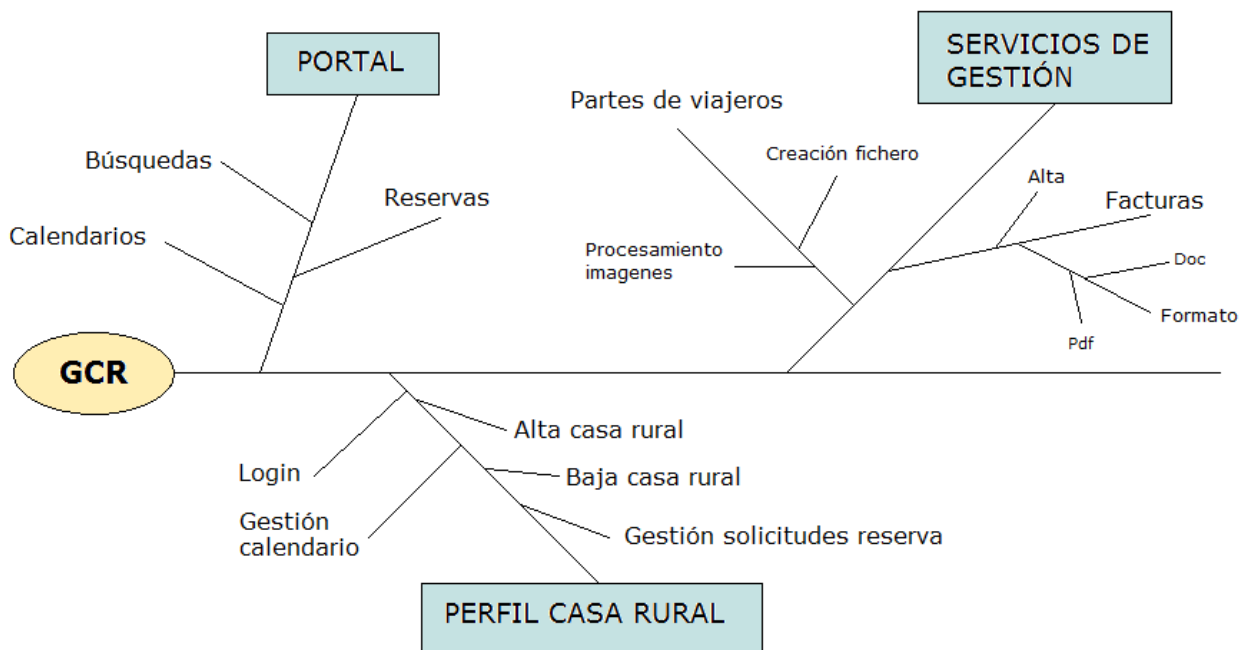 PORTAL
SERVICIOS DE
GESTIÓN
Partes de viajeros
Creación fichero
Búsquedas
Alta
Reservas
Facturas
Calendarios
Procesamiento
imagenes
Doc
Formato
Pdf
GCR
Alta casa rural
Login
Baja casa rural
Gestión
calendario
Gestión solicitudes reserva
PERFIL CASA RURAL